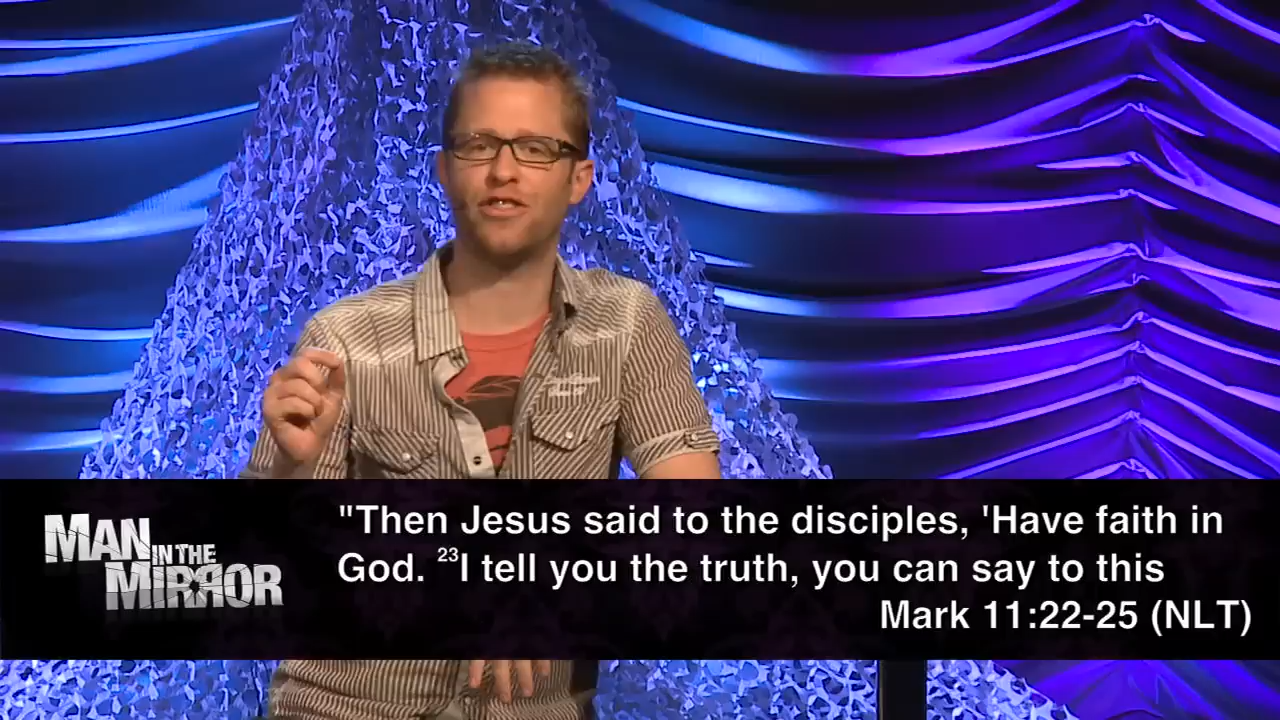 MAN
IN THE
MIRROR
"Then Jesus said to the disciples, 'Have faith in
God. ²³I tell you the truth, you can say to this
Mark 11:22-25 (NLT)